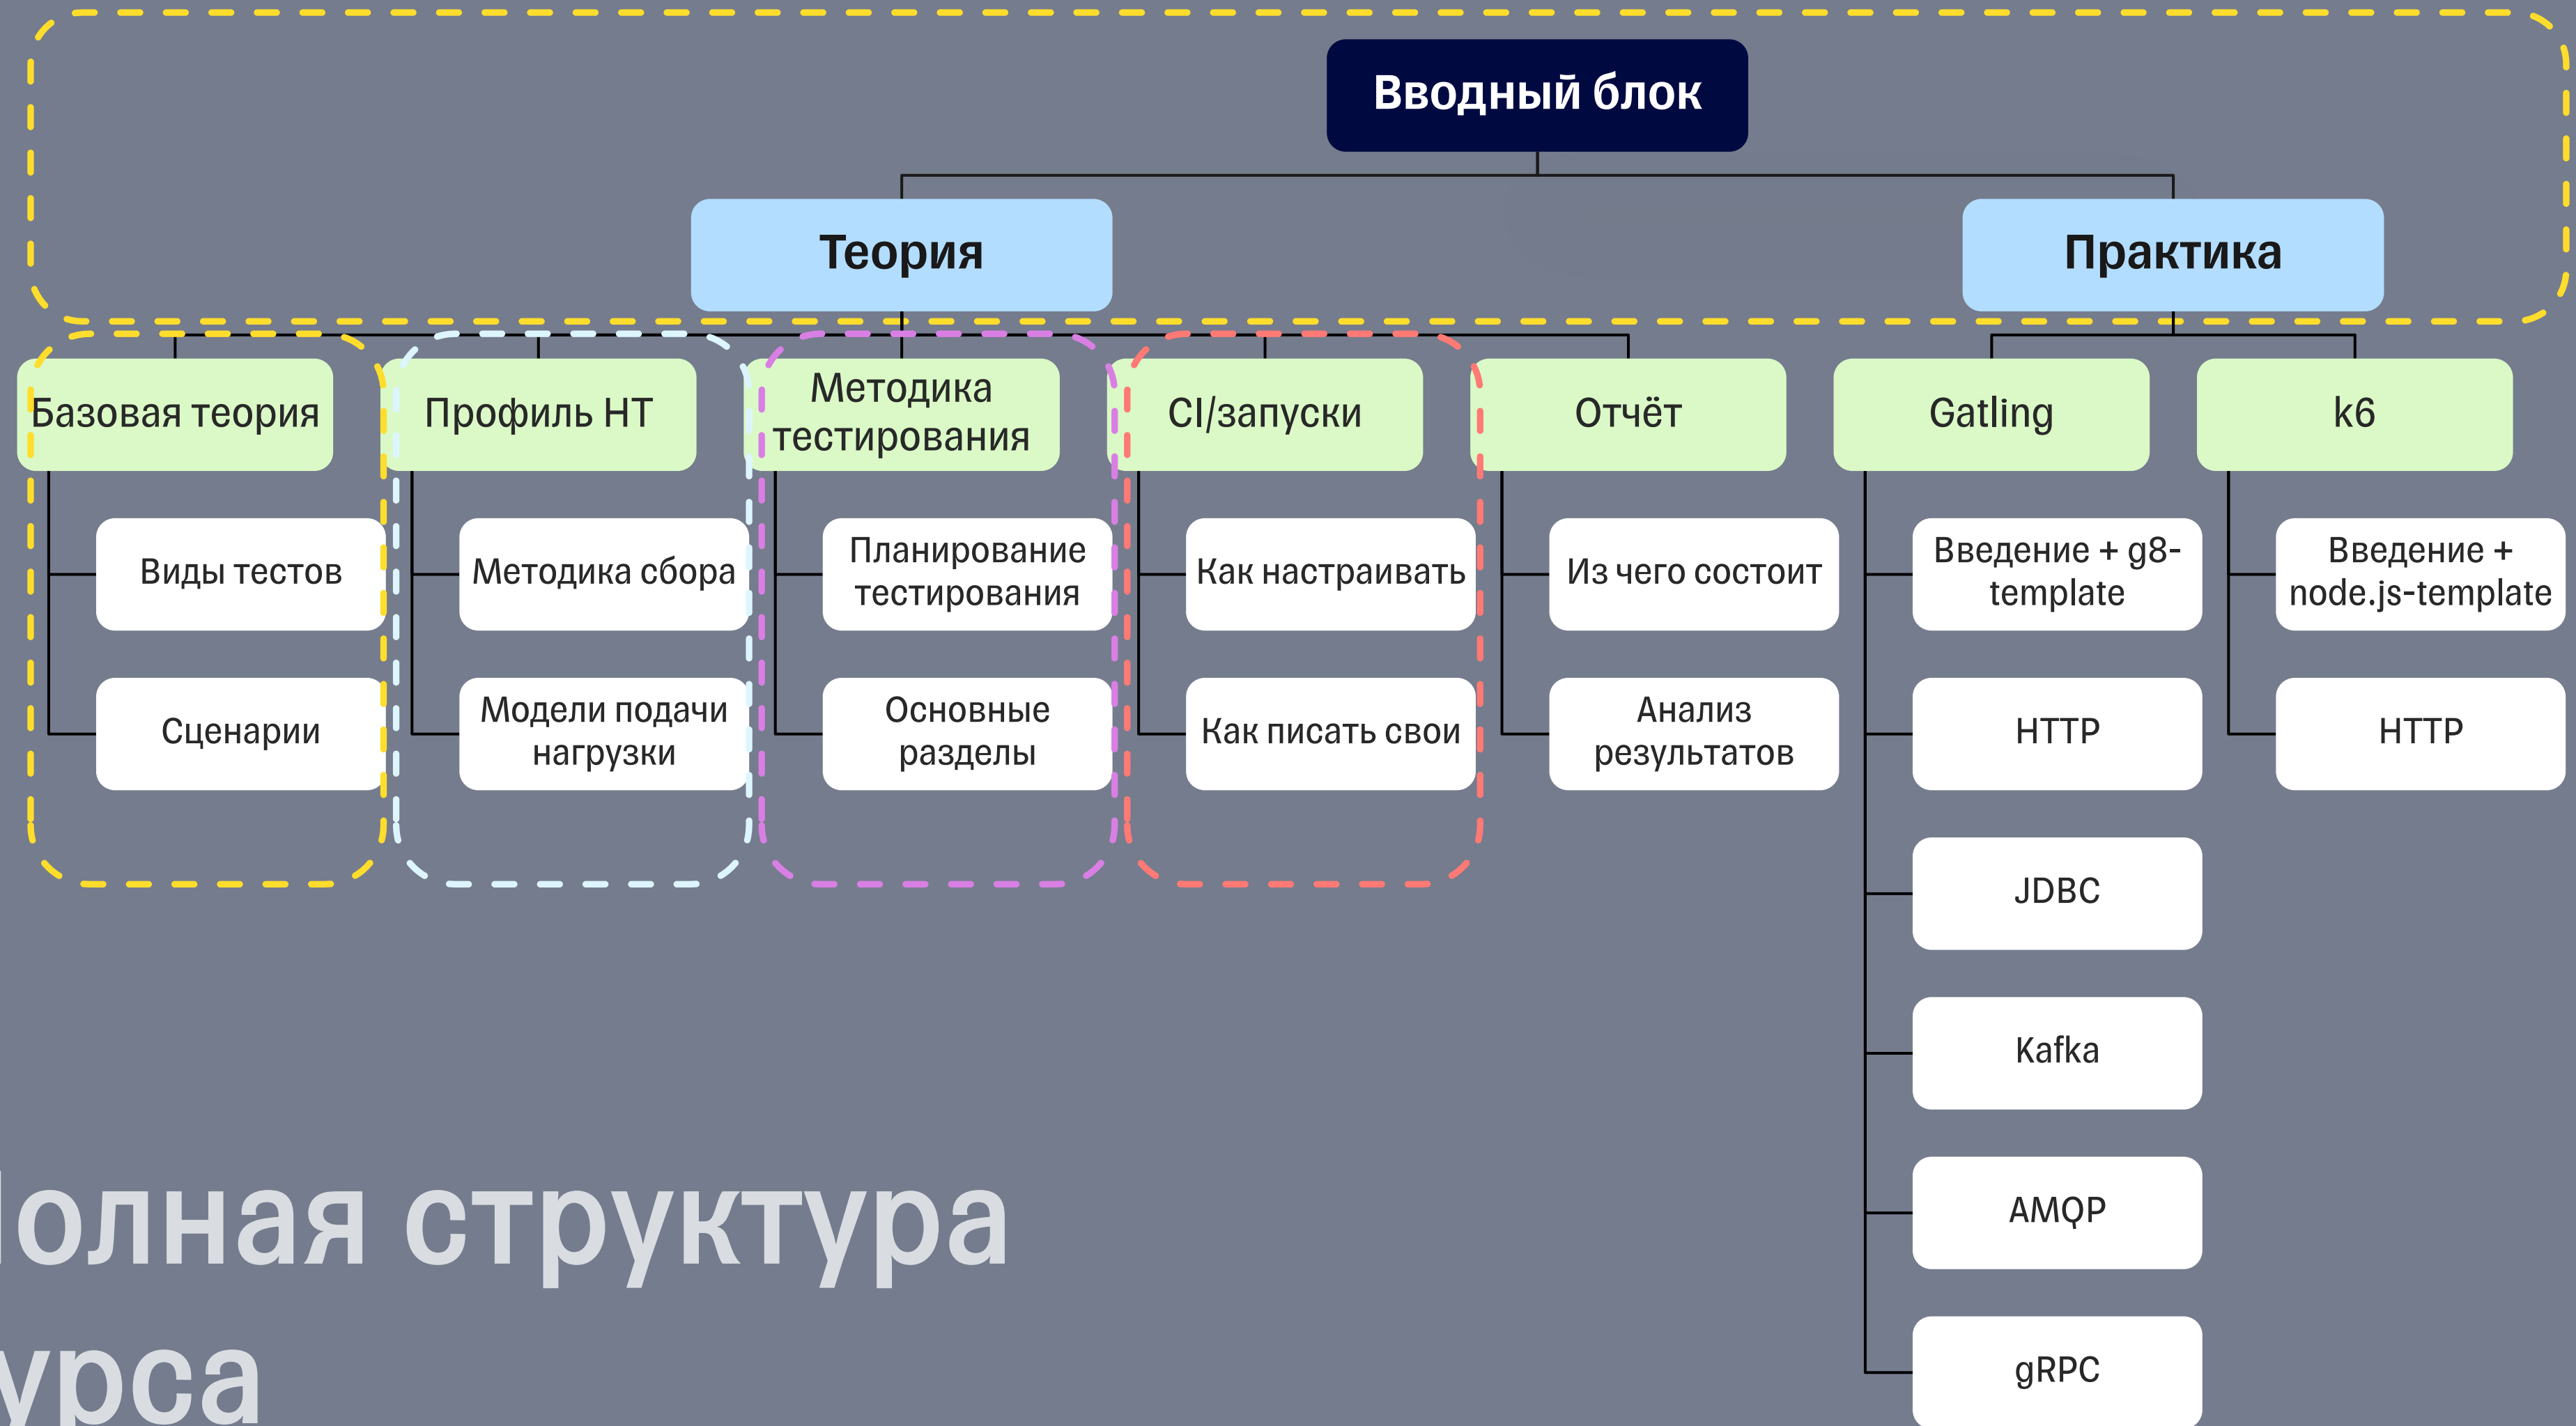 Вводный блок
Теория
Практика
Базовая теория
Профиль НТ
Методика
тестирования
CI/запуски
Отчёт
Gatling
k6
Виды тестов
Методика сбора
Планирование
тестирования
Как настраивать
Из чего состоит
Введение + g8-
template
Введение +
node.js-template
Сценарии
Модели подачи
нагрузки
Основные
разделы
Как писать свои
Анализ
результатов
HTTP
HTTP
JDBC
Kafka
AMQP
gRPC
олная структура
урса